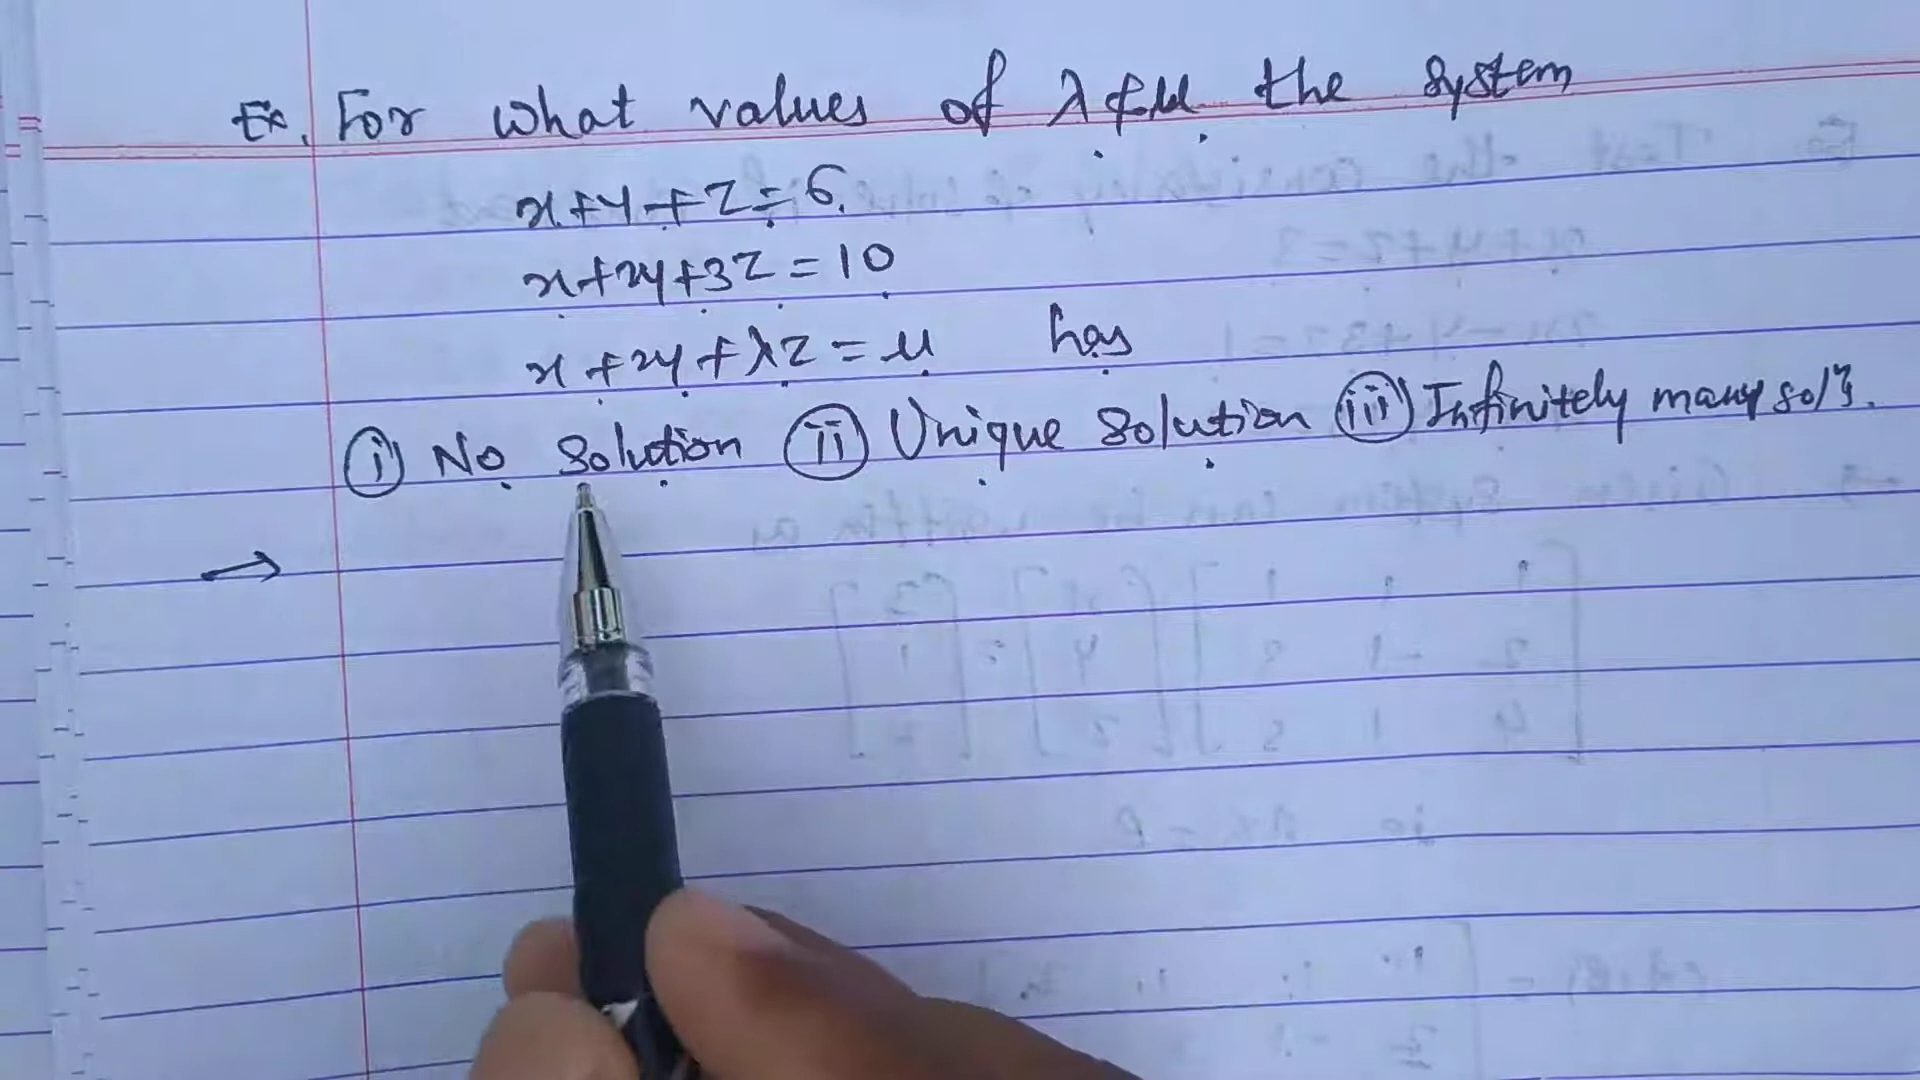 Ex. For what values of λ & μ the system
x+y+z=6.
x+2y+3z=10
x+2y+λz=μ has
(i) No Solution (ii) Unique Solution (iii) Infinitely many solⁿs.
→